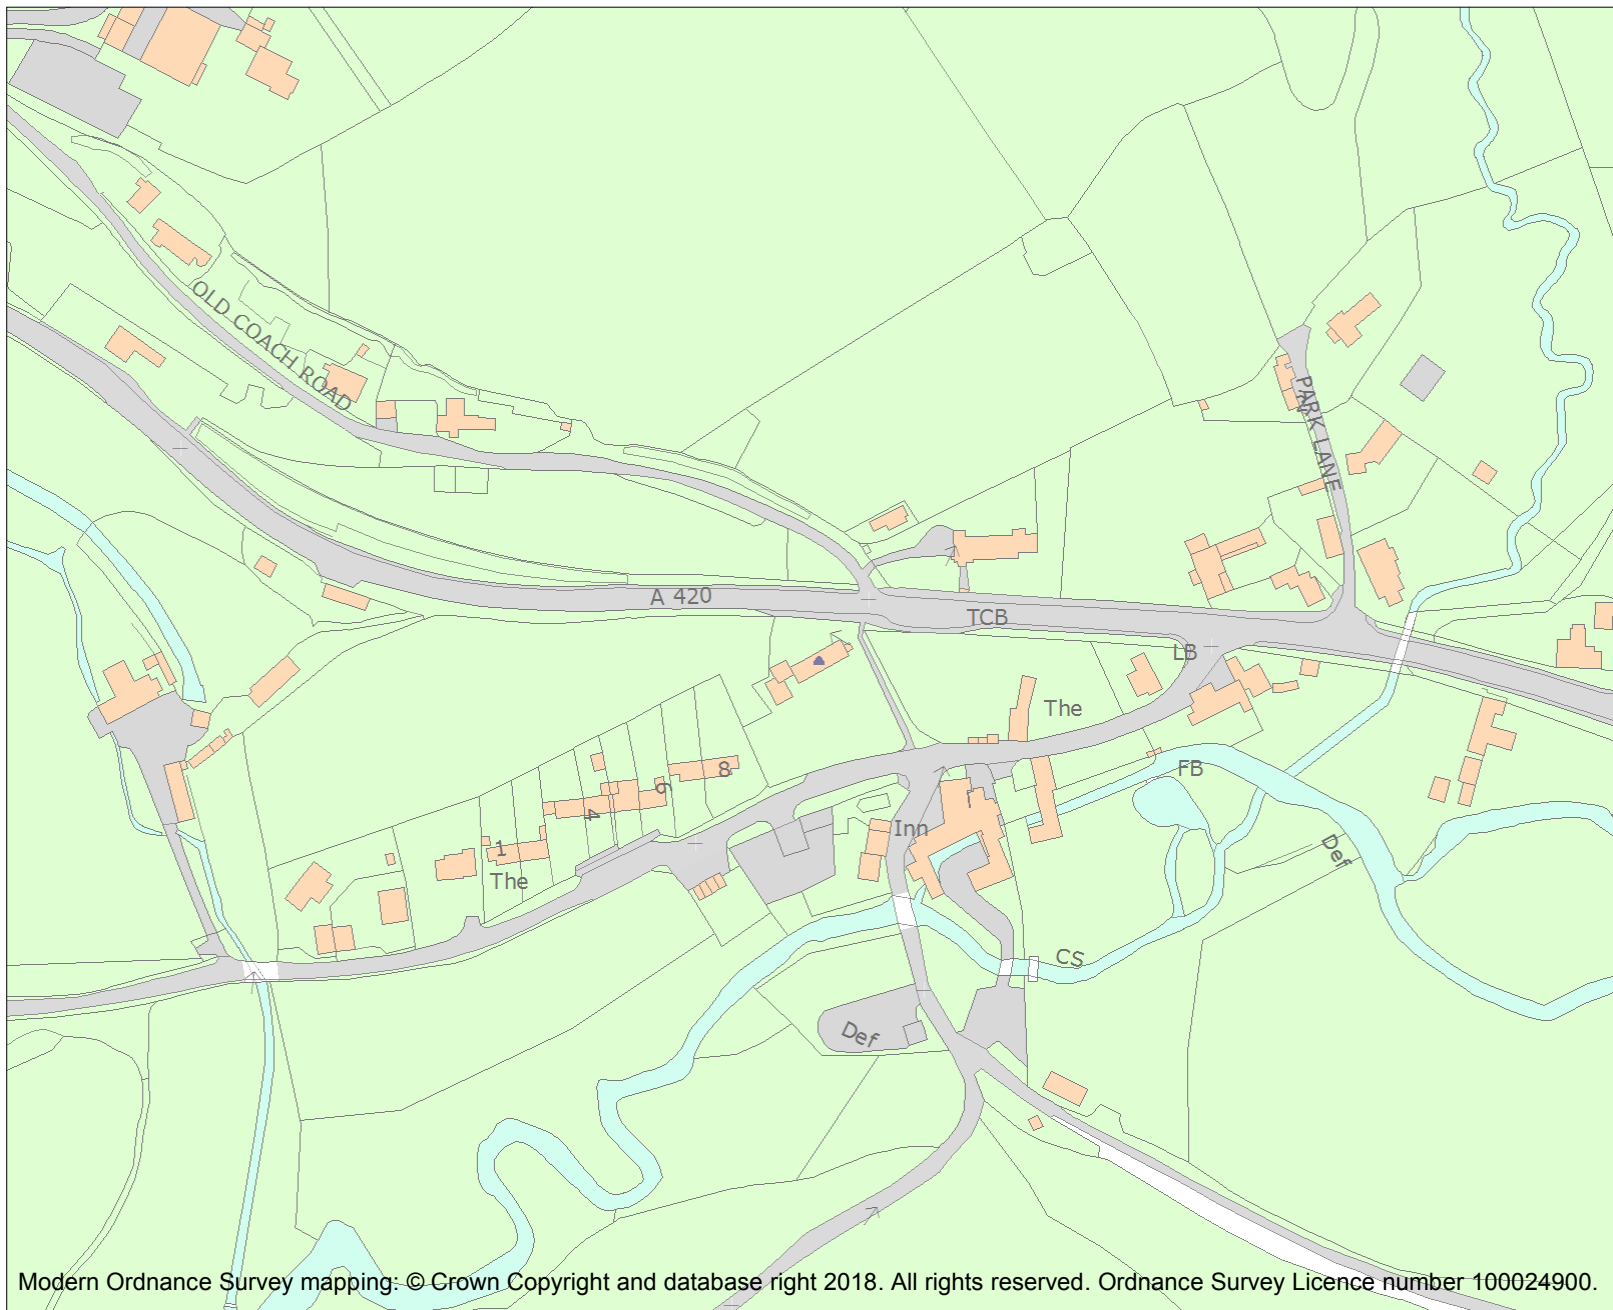 OLD COACH ROAD
PARK LANE
A 420
TCB
LB
The
FB
8
6
4
Inn
1
The
Def
CS
Def
Modern Ordnance Survey mapping: © Crown Copyright and database right 2018. All rights reserved. Ordnance Survey Licence number 100024900.